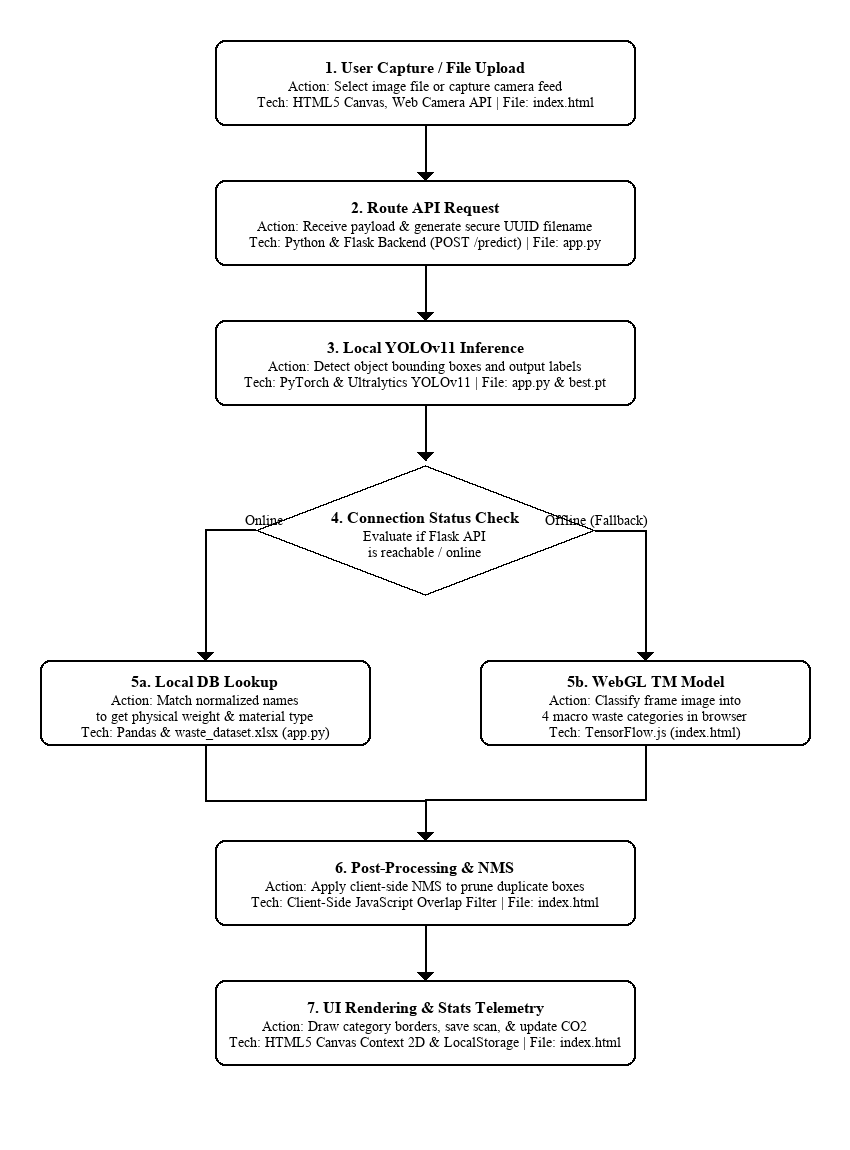 1. User Capture / File Upload
Action: Select image file or capture camera feed
Tech: HTML5 Canvas, Web Camera API | File: index.html
2. Route API Request
Action: Receive payload & generate secure UUID filename
Tech: Python & Flask Backend (POST /predict) | File: app.py
3. Local YOLOv11 Inference
Action: Detect object bounding boxes and output labels
Tech: PyTorch & Ultralytics YOLOv11 | File: app.py & best.pt
Online
4. Connection Status Check
Evaluate if Flask API
is reachable / online
Offline (Fallback)
5a. Local DB Lookup
Action: Match normalized names
to get physical weight & material type
Tech: Pandas & waste_dataset.xlsx (app.py)
5b. WebGL TM Model
Action: Classify frame image into
4 macro waste categories in browser
Tech: TensorFlow.js (index.html)
6. Post-Processing & NMS
Action: Apply client-side NMS to prune duplicate boxes
Tech: Client-Side JavaScript Overlap Filter | File: index.html
7. UI Rendering & Stats Telemetry
Action: Draw category borders, save scan, & update CO2
Tech: HTML5 Canvas Context 2D & LocalStorage | File: index.html